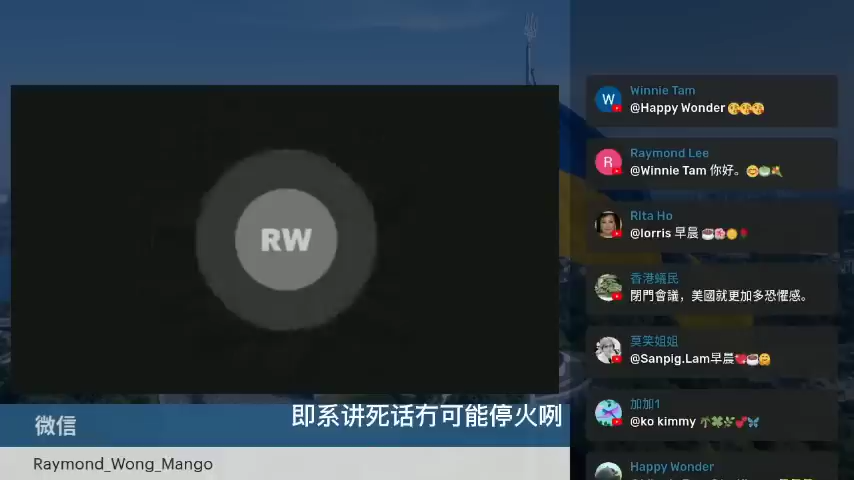 RW
即系讲死话冇可能停火咧
微信
Raymond_Wong_Mango
W
Winnie Tam
@Happy Wonder 😘😘😘
R
Raymond Lee
@Winnie Tam 你好。
Rita Ho
@lorris 早晨
香港蟻民
閉門會議，美國就更加多恐懼感。
莫笑姐姐
@Sanpig.Lam早晨
加加1
@ko kimmy
Happy Wonder